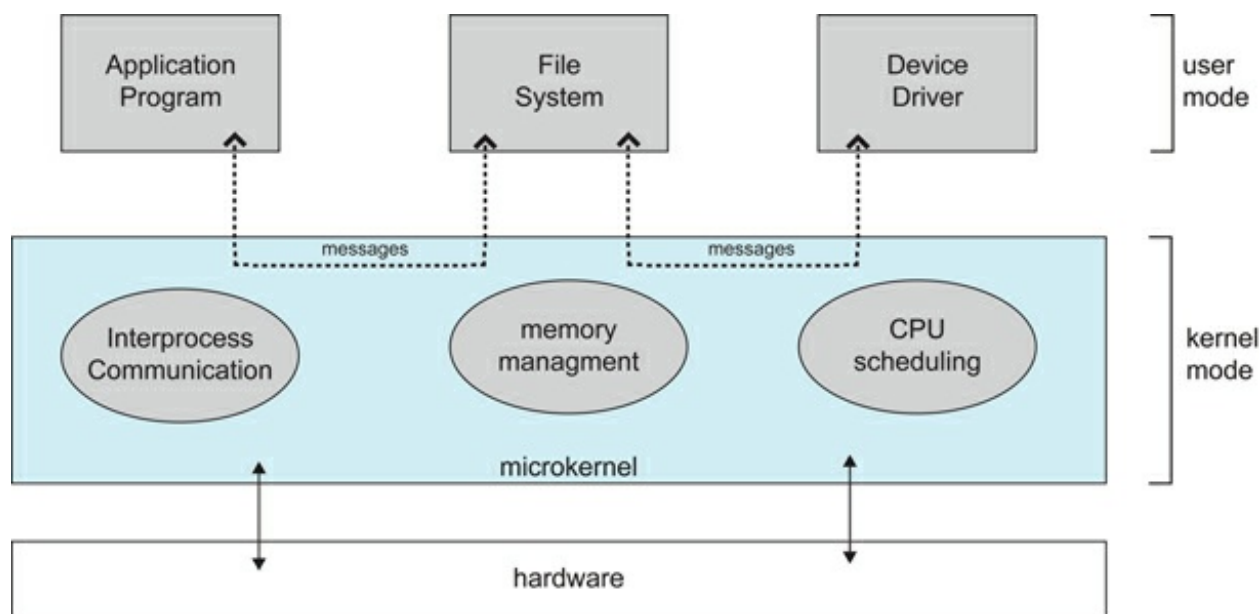 Application
Program
File
System
Device
Driver
user
mode
messages
messages
Interprocess
Communication
memory
managment
CPU
scheduling
kernel
mode
microkernel
hardware